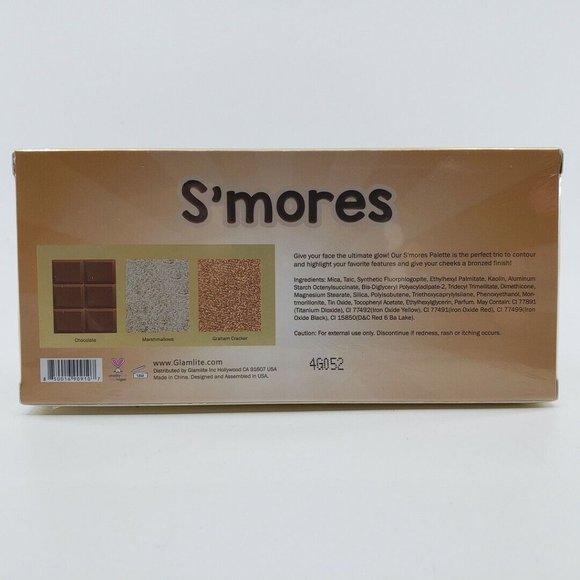 S'mores
Give your face the ultimate glow! Our S'mores Palette is the perfect trio to contour
and highlight your favorite features and give your cheeks a bronzed finish!
Ingredients: Mica, Talc, Synthetic Fluorphlogopite, Ethylhexyl Palmitate, Kaolin, Aluminum
Starch Octenylsuccinate, Bis-Diglyceryl Polyacyladipate-2, Tridecyl Trimellitate, Dimethicone,
Magnesium Stearate, Silica, Polyisobutene, Triethoxycaprylylsilane, Phenoxyethanol, Mont-
morillonite, Tin Oxide, Tocopheryl Acetate, Ethylhexylglycerin, Parfum. May Contain: CI 77891
(Titanium Dioxide), CI 77492(Iron Oxide Yellow), CI 77491(Iron Oxide Red), CI 77499(Iron
Oxide Black), CI 15850(D&C Red 6 Ba Lake).
Caution: For external use only. Discontinue if redness, rash or itching occurs.
Chocolate
Marshmallows
Graham Cracker
www.Glamlite.com
Distributed by Glamlite Inc Hollywood CA 91607 USA
Made in China. Designed and Assembled in USA.
4G052
8 50016 90910 7